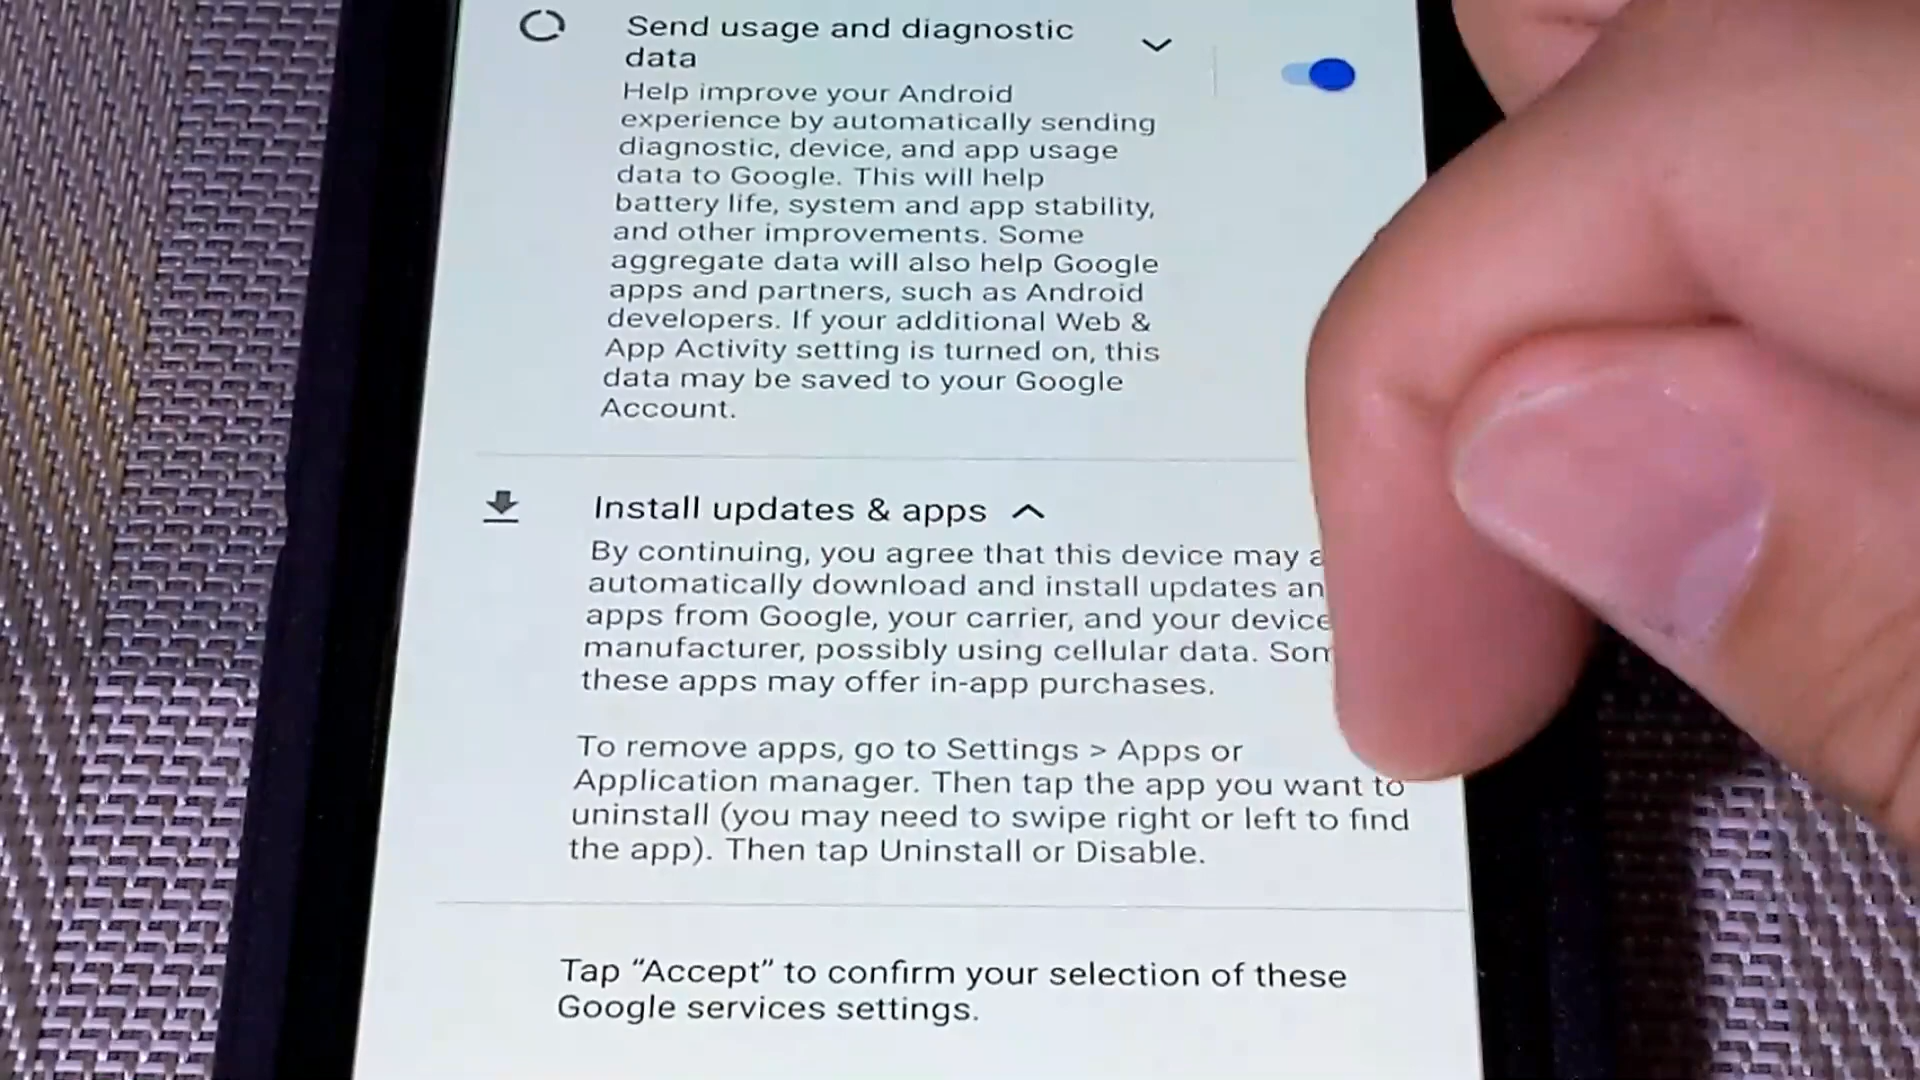 Send usage and diagnostic
data
Help improve your Android
experience by automatically sending
diagnostic, device, and app usage
data to Google. This will help
battery life, system and app stability,
and other improvements. Some
aggregate data will also help Google
apps and partners, such as Android
developers. If your additional Web &
App Activity setting is turned on, this
data may be saved to your Google
Account.
Install updates & apps
By continuing, you agree that this device may
automatically download and install updates
apps from Google, your carrier, and your device
manufacturer, possibly using cellular data.
these apps may offer in-app purchases.
To remove apps, go to Settings > Apps or
Application manager. Then tap the app you want to
uninstall (you may need to swipe right or left to find
the app). Then tap Uninstall or Disable.
Tap “Accept” to confirm your selection of these
Google services settings.